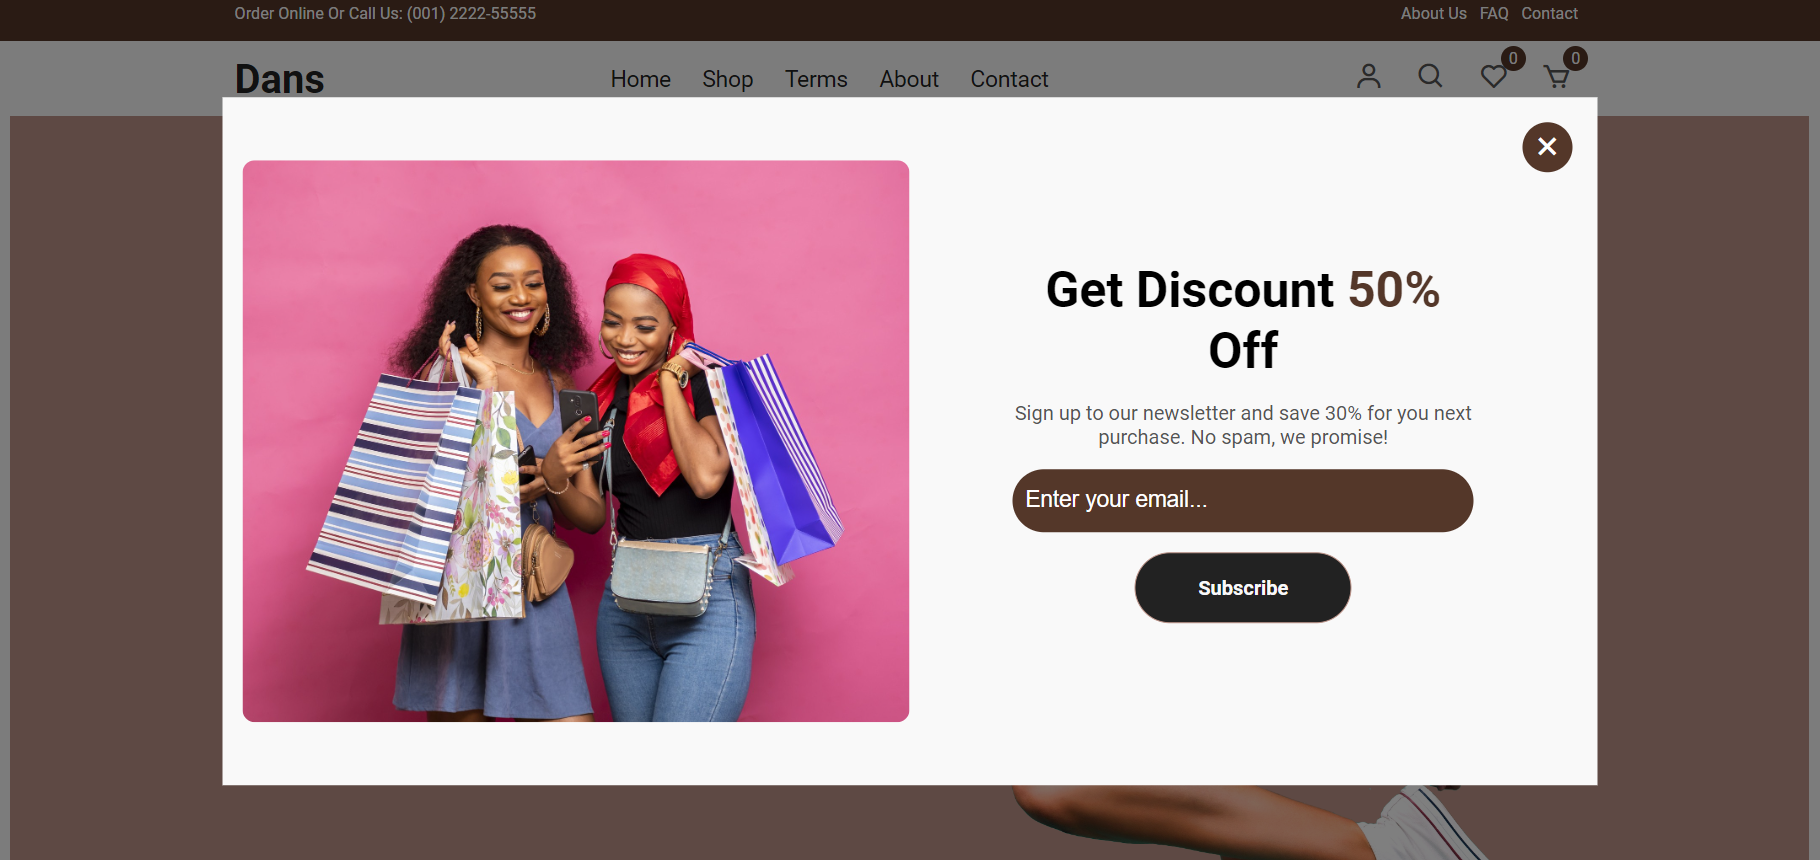 Order Online Or Call Us: (001) 2222-55555
About Us FAQ Contact
Dans
Home Shop Terms About Contact
0 0
Get Discount 50%
Off
Sign up to our newsletter and save 30% for you next
purchase. No spam, we promise!
Enter your email...
Subscribe